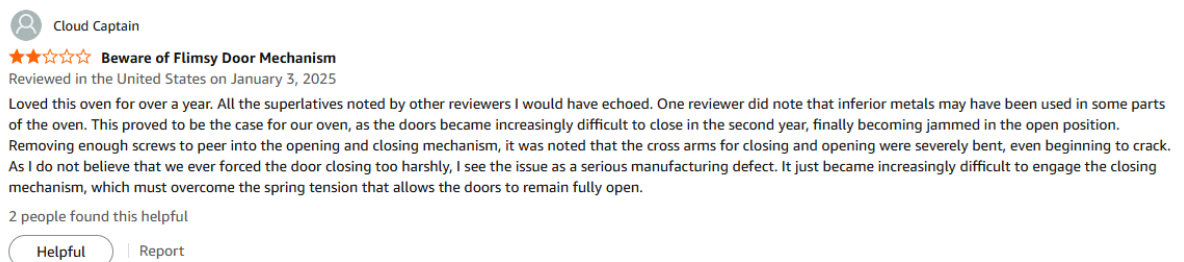 Cloud Captain
Beware of Flimsy Door Mechanism
Reviewed in the United States on January 3, 2025
Loved this oven for over a year. All the superlatives noted by other reviewers I would have echoed. One reviewer did note that inferior metals may have been used in some parts
of the oven. This proved to be the case for our oven, as the doors became increasingly difficult to close in the second year, finally becoming jammed in the open position.
Removing enough screws to peer into the opening and closing mechanism, it was noted that the cross arms for closing and opening were severely bent, even beginning to crack.
As I do not believe that we ever forced the door closing too harshly, I see the issue as a serious manufacturing defect. It just became increasingly difficult to engage the closing
mechanism, which must overcome the spring tension that allows the doors to remain fully open.
2 people found this helpful
Helpful
Report